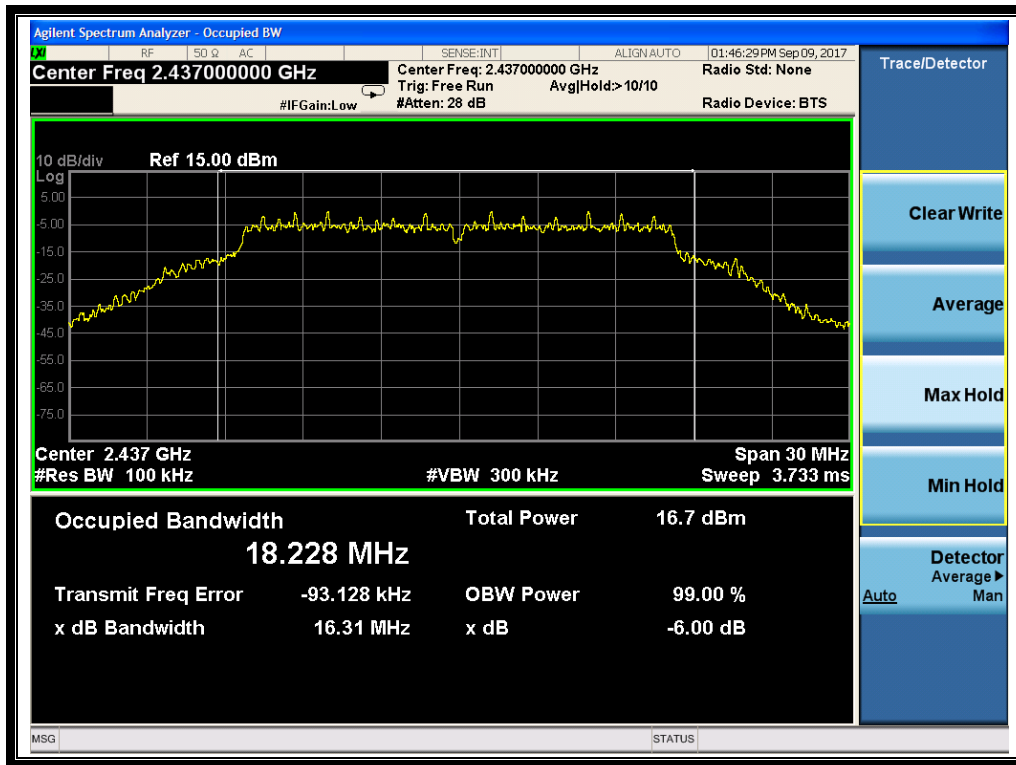 Agilent Spectrum Analyzer - Occupied BW
LXI RF 50 Ω AC SENSE:INT ALIGN AUTO 01:46:29 PM Sep 09, 2017
Center Freq 2.437000000 GHz
Center Freq: 2.437000000 GHz
Radio Std: None
Trig: Free Run Avg|Hold:> 10/10
#IFGain:Low
#Atten: 28 dB
Radio Device: BTS
10 dB/div Ref 15.00 dBm
Log
5.00
-5.00
-15.0
-25.0
-35.0
-45.0
-55.0
-65.0
-75.0
Center 2.437 GHz Span 30 MHz
#Res BW 100 kHz #VBW 300 kHz Sweep 3.733 ms
Occupied Bandwidth Total Power 16.7 dBm
18.228 MHz
Transmit Freq Error -93.128 kHz OBW Power 99.00 %
x dB Bandwidth 16.31 MHz x dB -6.00 dB
MSG STATUS
Trace/Detector
Clear Write
Average
Max Hold
Min Hold
Detector
Average▶
Auto Man